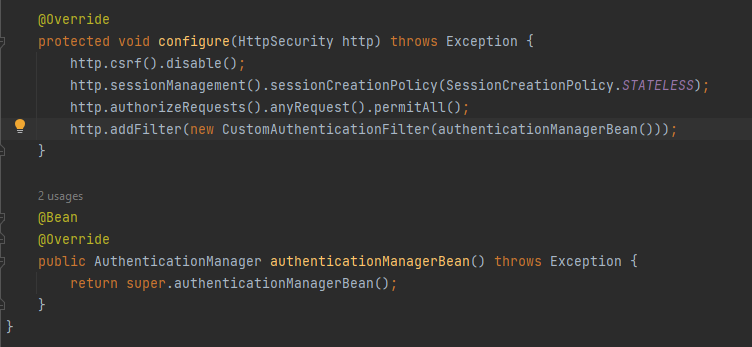 @Override
protected void configure(HttpSecurity http) throws Exception {
http.csrf().disable();
http.sessionManagement().sessionCreationPolicy(SessionCreationPolicy.STATELESS);
http.authorizeRequests().anyRequest().permitAll();
http.addFilter(new CustomAuthenticationFilter(authenticationManagerBean()));
}
2 usages
@Bean
@Override
public AuthenticationManager authenticationManagerBean() throws Exception {
return super.authenticationManagerBean();
}
}